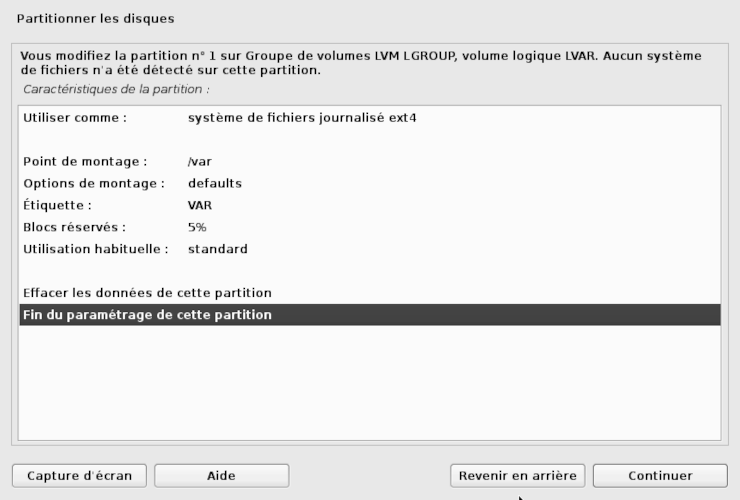 Partitionner les disques
Vous modifiez la partition n° 1 sur Groupe de volumes LVM LGROUP, volume logique LVAR. Aucun système
de fichiers n'a été détecté sur cette partition.
Caractéristiques de la partition :
Utiliser comme : système de fichiers journalisé ext4
Point de montage : /var
Options de montage : defaults
Étiquette : VAR
Blocs réservés : 5%
Utilisation habituelle : standard
Effacer les données de cette partition
Fin du paramétrage de cette partition
Capture d'écran Aide Revenir en arrière Continuer